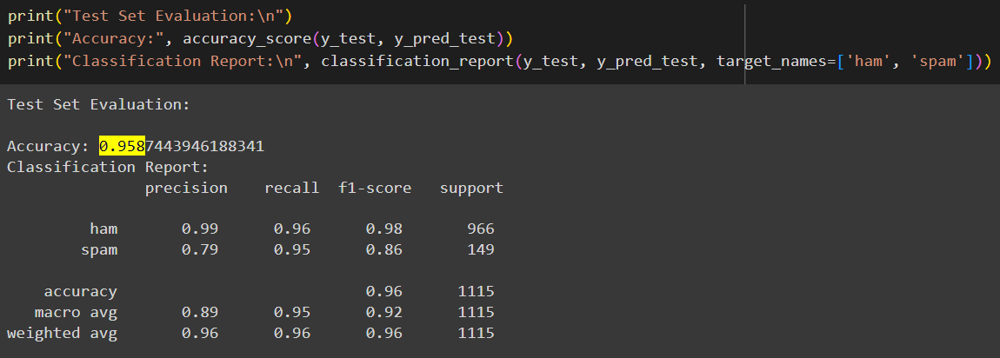 print("Test Set Evaluation:\n")
print("Accuracy:", accuracy_score(y_test, y_pred_test))
print("Classification Report:\n", classification_report(y_test, y_pred_test, target_names=['ham', 'spam']))
Test Set Evaluation:
Accuracy: 0.9587443946188341
Classification Report:
precision recall f1-score support
ham 0.99 0.96 0.98 966
spam 0.79 0.95 0.86 149
accuracy 0.96 1115
macro avg 0.89 0.95 0.92 1115
weighted avg 0.96 0.96 0.96 1115